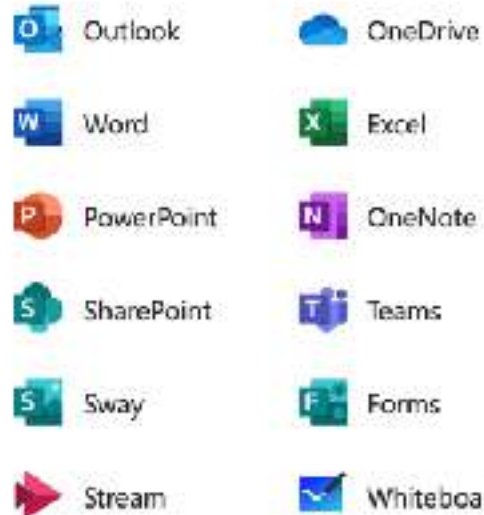 Outlook OneDrive
Word Excel
PowerPoint OneNote
SharePoint Teams
Sway Forms
Stream Whiteboa